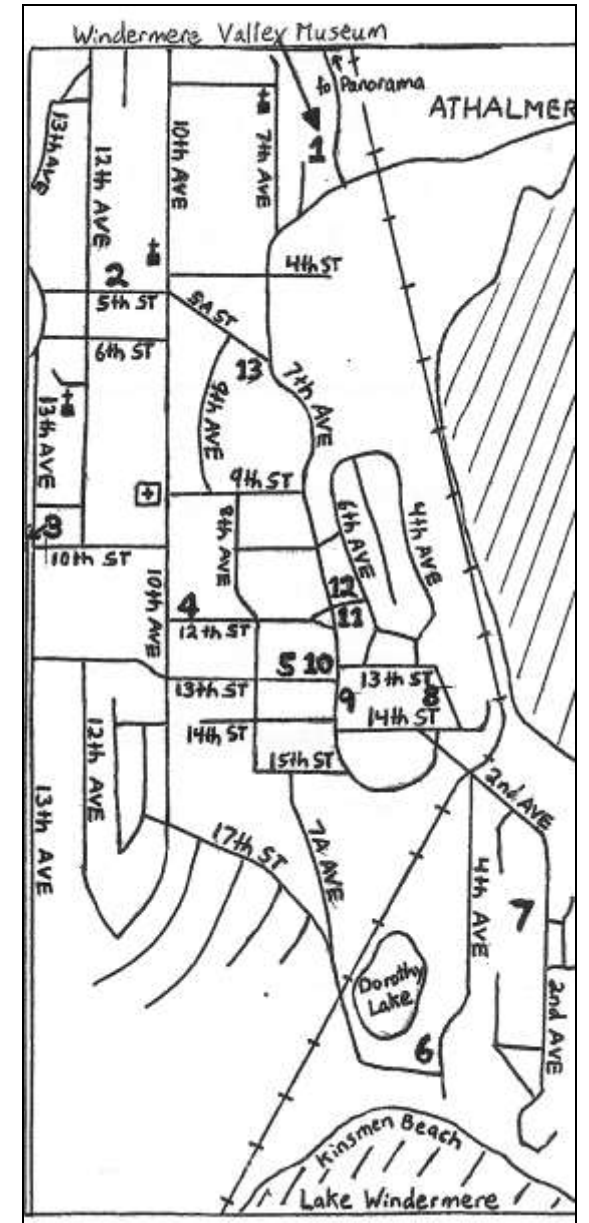 Windermere Valley Museum
to Panorama
ATHALMER
1
13th AVE
12th AVE
10th AVE
7th AVE
2
4th ST
5th ST
5A ST
6th ST
13
7th AVE
9th AVE
13th AVE
9th ST
3
8th AVE
6th AVE
4th AVE
10th ST
10th AVE
12
11
4
12th ST
5 10
13th ST
13th ST
9
8
14th ST
14th ST
12th AVE
15th ST
2nd AVE
13th AVE
17th ST
7A AVE
4th AVE
7
Dorothy
Lake
2nd AVE
6
Kinsmen Beach
Lake Windermere